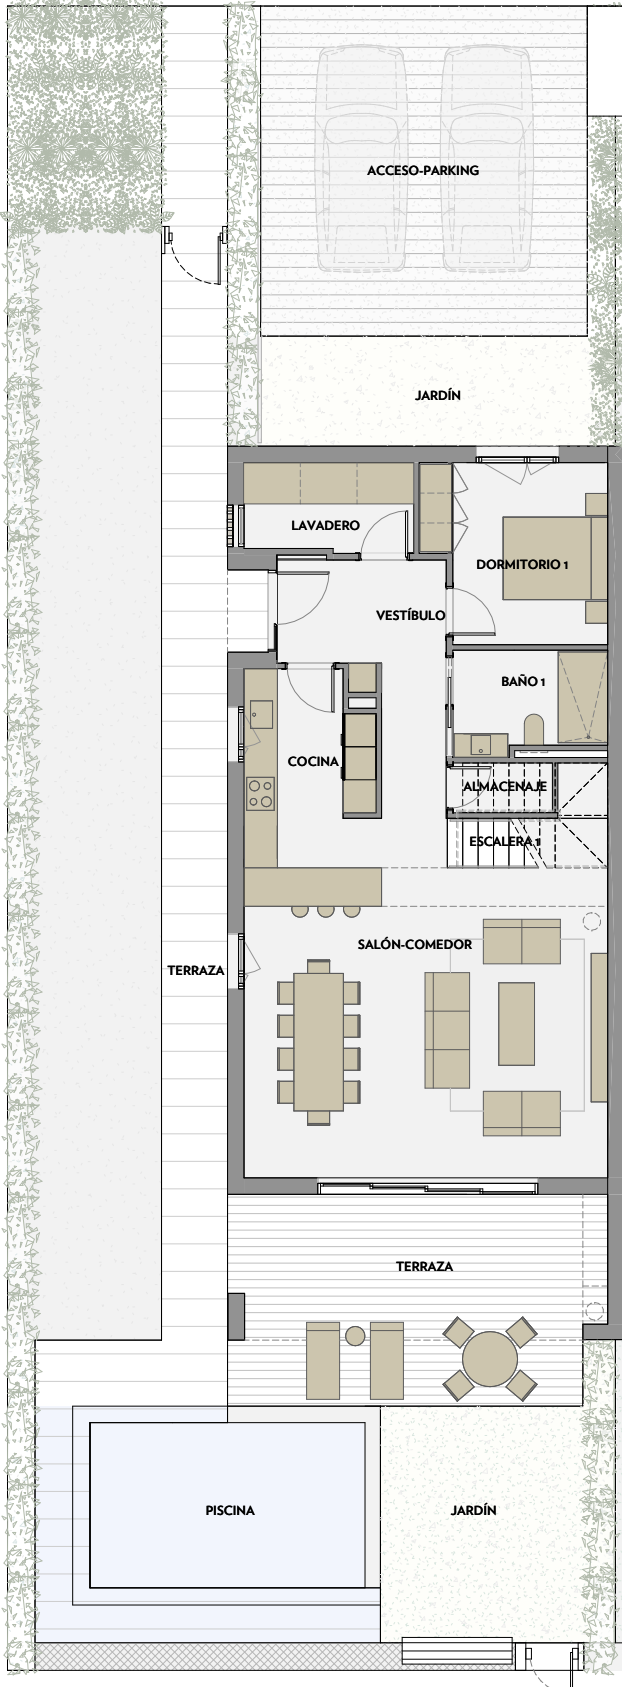 ACCESO-PARKING
JARDÍN
LAVADERO
DORMITORIO 1
VESTÍBULO
BAÑO 1
COCINA
ALMACENAJE
ESCALERA 1
SALÓN-COMEDOR
TERRAZA
TERRAZA
PISCINA
JARDÍN